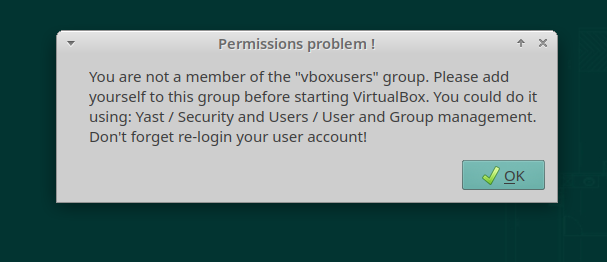 Permissions problem !
You are not a member of the "vboxusers" group. Please add
yourself to this group before starting VirtualBox. You could do it
using: Yast / Security and Users / User and Group management.
Don't forget re-login your user account!
OK